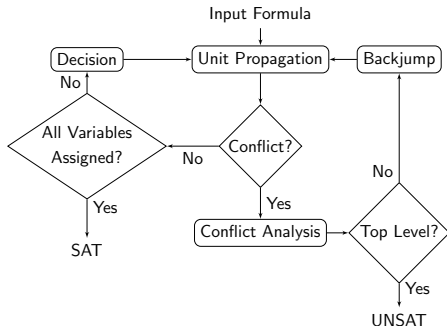 Input Formula
Decision
Unit Propagation
Backjump
No
All Variables
Assigned?
Conflict?
No
No
Yes
Yes
Conflict Analysis
Top Level?
SAT
Yes
UNSAT